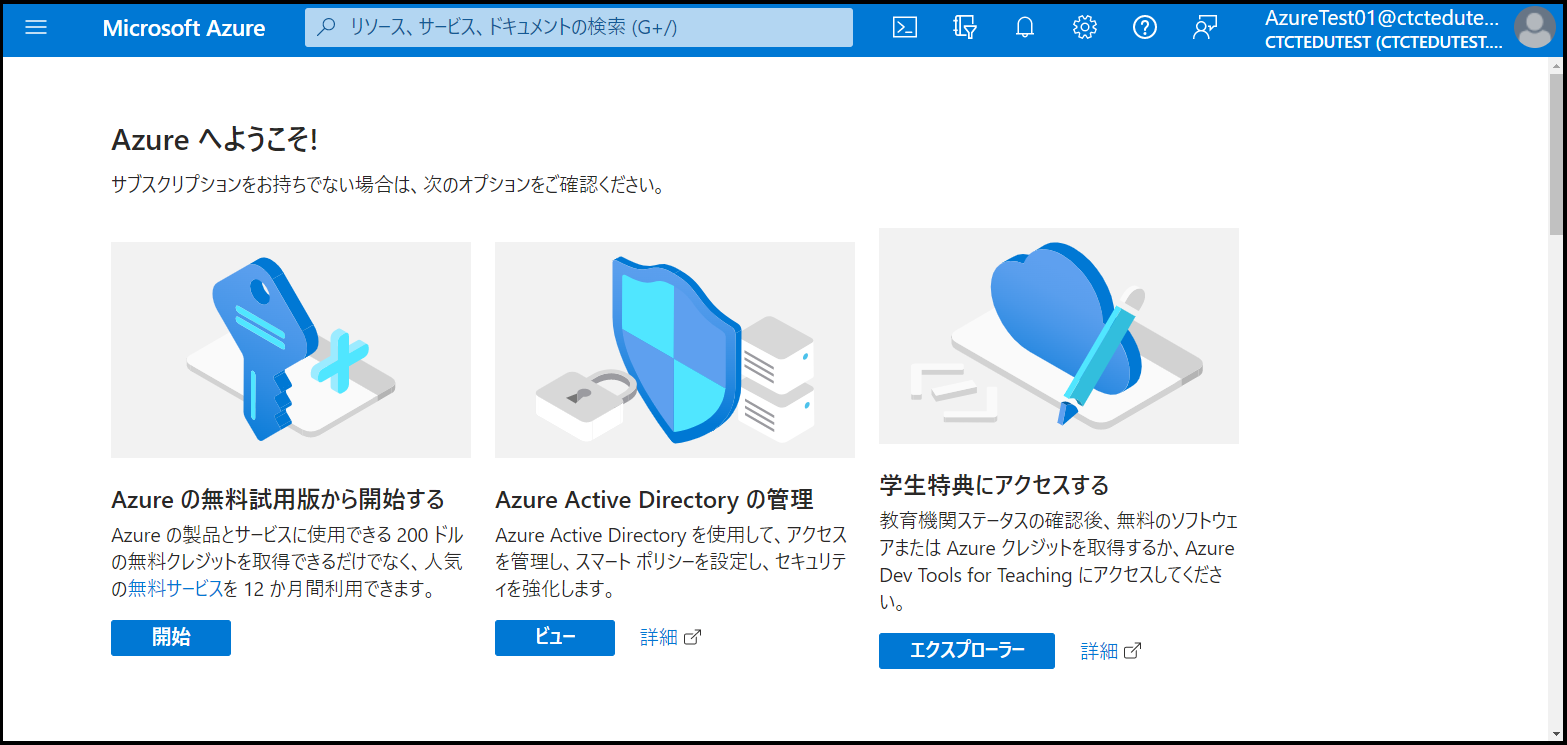 Microsoft Azure
リソース、サービス、ドキュメントの検索 (G+/)
AzureTest01@ctctedute...
CTCTEDUTEST (CTCTEDUTEST....
Azure へようこそ!
サブスクリプションをお持ちでない場合は、次のオプションをご確認ください。
Azure の無料試用版から開始する
Azure の製品とサービスに使用できる 200 ドル
の無料クレジットを取得できるだけでなく、人気
の無料サービスを 12 か月間利用できます。
開始
Azure Active Directory の管理
Azure Active Directory を使用して、アクセス
を管理し、スマート ポリシーを設定し、セキュリテ
ィを強化します。
ビュー
詳細
学生特典にアクセスする
教育機関ステータスの確認後、無料のソフトウェ
アまたは Azure クレジットを取得するか、Azure
Dev Tools for Teaching にアクセスしてくださ
い。
エクスプローラー
詳細